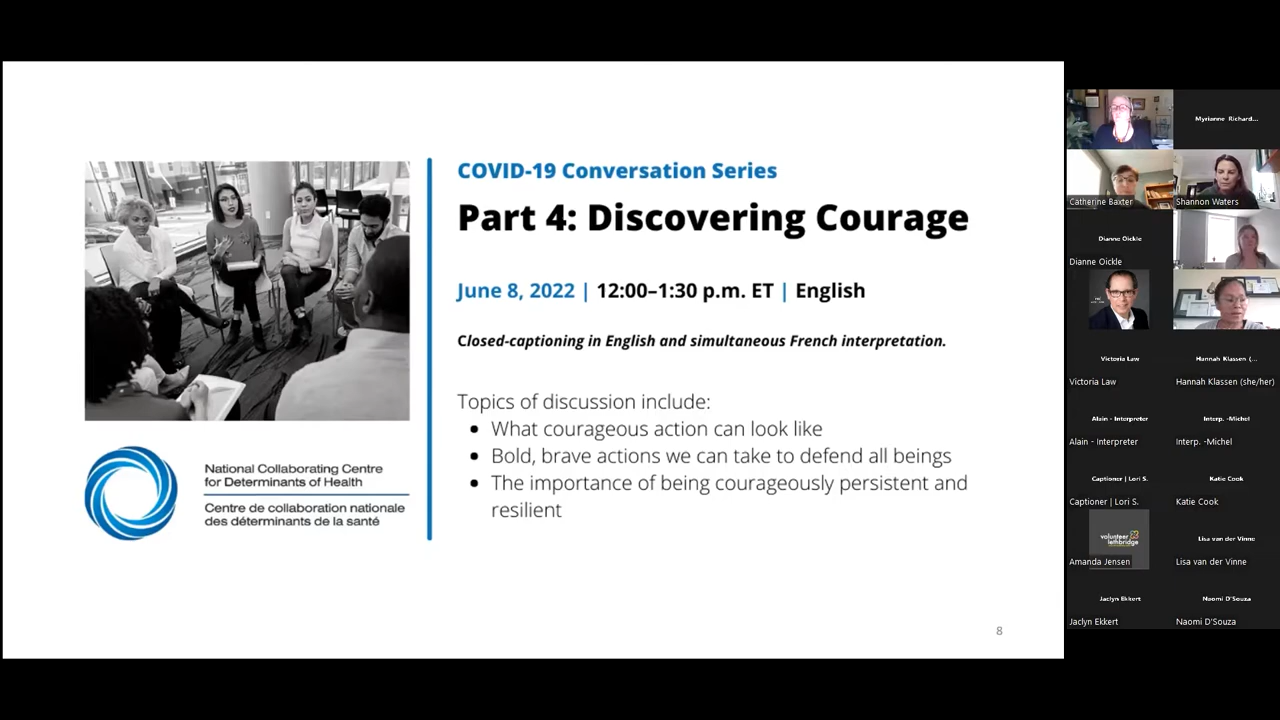 COVID-19 Conversation Series
Part 4: Discovering Courage
June 8, 2022 | 12:00–1:30 p.m. ET | English
Closed-captioning in English and simultaneous French interpretation.
Topics of discussion include:
• What courageous action can look like
• Bold, brave actions we can take to defend all beings
• The importance of being courageously persistent and
resilient
National Collaborating Centre
for Determinants of Health
Centre de collaboration nationale
des déterminants de la santé
8
Myrianne Richard...
Catherine Baxter
Shannon Waters
Dianne Oickle
Dianne Oickle
Victoria Law
Victoria Law
Hannah Klassen (...
Hannah Klassen (she/her)
Alain - Interpreter
Alain - Interpreter
Interp. -Michel
Interp. -Michel
Captioner | Lori S.
Captioner | Lori S.
Katie Cook
Katie Cook
volunteer
lethbridge
Amanda Jensen
Lisa van der Vinne
Lisa van der Vinne
Jaclyn Ekkert
Jaclyn Ekkert
Naomi D'Souza
Naomi D'Souza